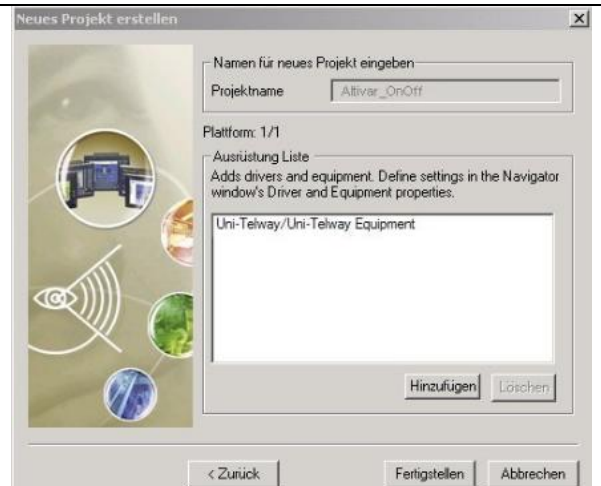 Neues Projekt erstellen
Namen für neues Projekt eingeben
Projektname
Altivar_OnOff
Plattform: 1/1
Ausrüstung Liste
Adds drivers and equipment. Define settings in the Navigator
window's Driver and Equipment properties.
Uni-Telway/Uni-Telway Equipment
Hinzufügen
Löschen
< Zurück
Fertigstellen
Abbrechen